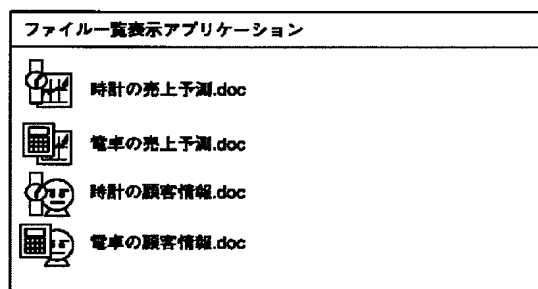 ファイル一覧表示アプリケーション
時計の売上予測.doc
電卓の売上予測.doc
時計の顧客情報.doc
電卓の顧客情報.doc